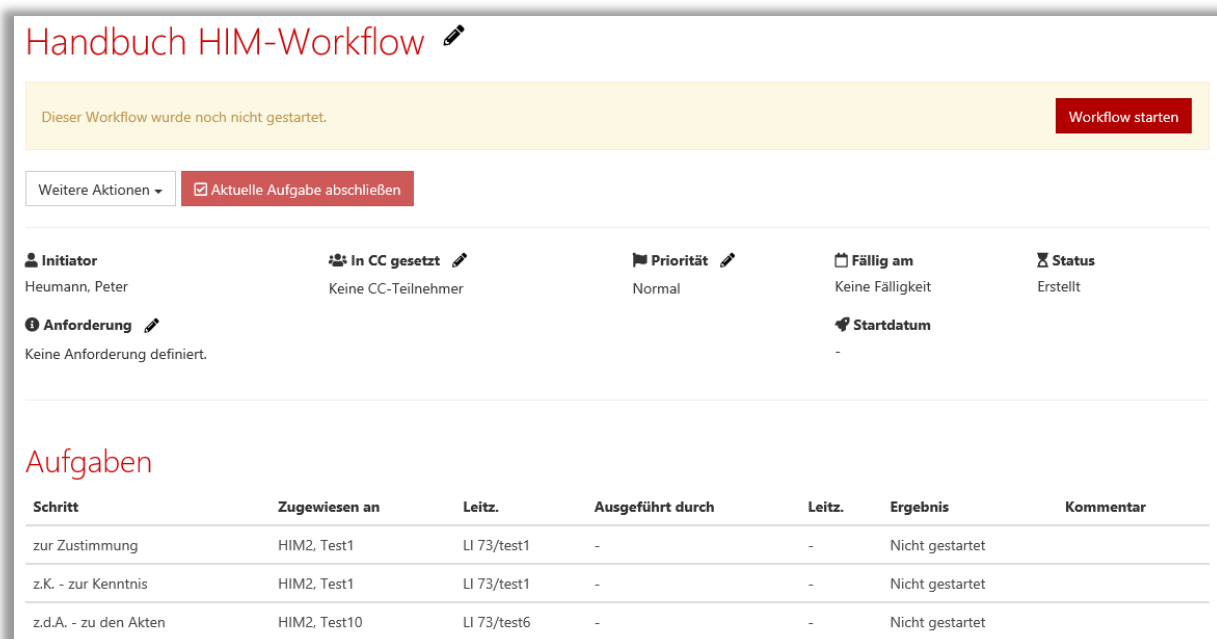 Handbuch HIM-Workflow
Dieser Workflow wurde noch nicht gestartet. Workflow starten
Weitere Aktionen Aktuelle Aufgabe abschließen
Initiator In CC gesetzt Priorität Fällig am Status
Heumann, Peter Keine CC-Teilnehmer Normal Keine Fälligkeit Erstellt
Anforderung Startdatum
Keine Anforderung definiert. -
Aufgaben
Schritt Zugewiesen an Leitz. Ausgeführt durch Leitz. Ergebnis Kommentar
zur Zustimmung HIM2, Test1 LI 73/test1 - - Nicht gestartet
z.K. - zur Kenntnis HIM2, Test1 LI 73/test1 - - Nicht gestartet
z.d.A. - zu den Akten HIM2, Test10 LI 73/test6 - - Nicht gestartet